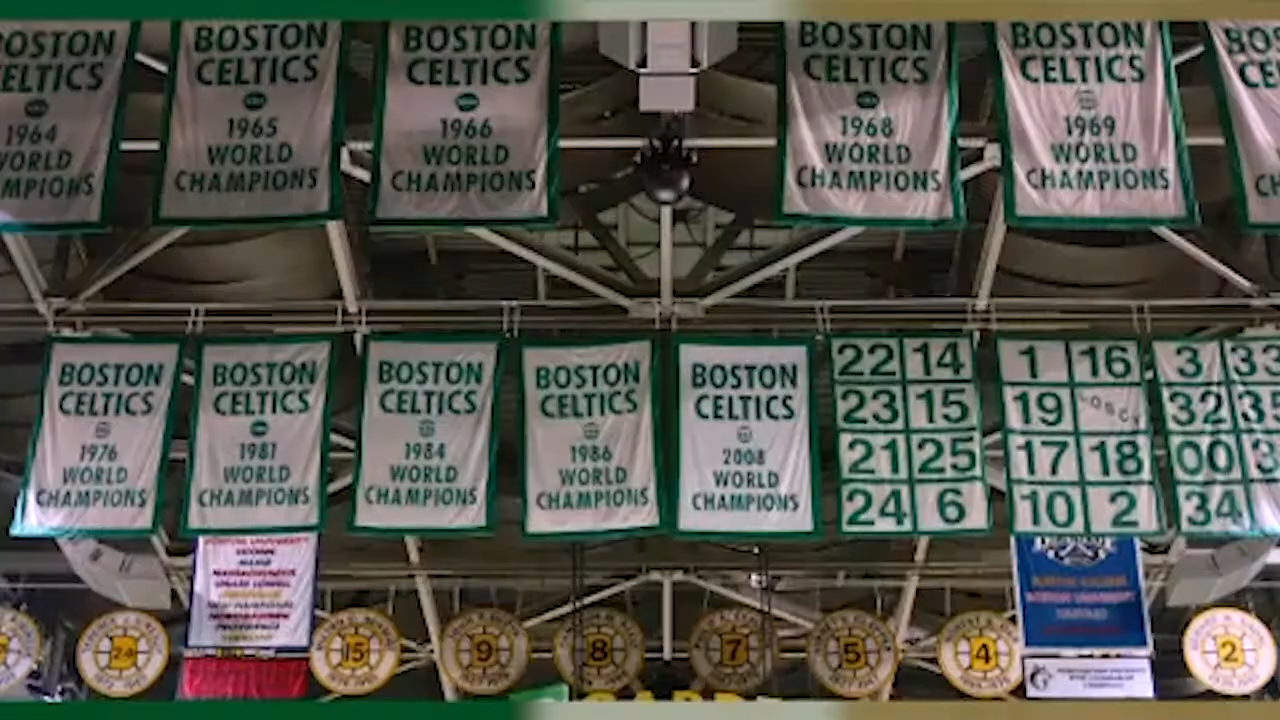 BOSTON
CELTICS
1964
WORLD
BOSTON
CELTICS
1965
WORLD
CHAMPIONS
BOSTON
CELTICS
1966
WORLD
CHAMPIONS
BOSTON
CELTICS
1968
WORLD
CHAMPIONS
BOSTON
CELTICS
1969
WORLD
CHAMPIONS
BOSTON
CELTICS
1976
WORLD
CHAMPIONS
BOSTON
CELTICS
1981
WORLD
CHAMPIONS
BOSTON
CELTICS
1984
WORLD
CHAMPIONS
BOSTON
CELTICS
1986
WORLD
CHAMPIONS
BOSTON
CELTICS
2008
WORLD
CHAMPIONS
22 14
23 15
21 25
24 6
1 16
19 LOSCY
17 18
10 2
3 33
32 35
00 3
34
24
15
9
8
7
5
4
2